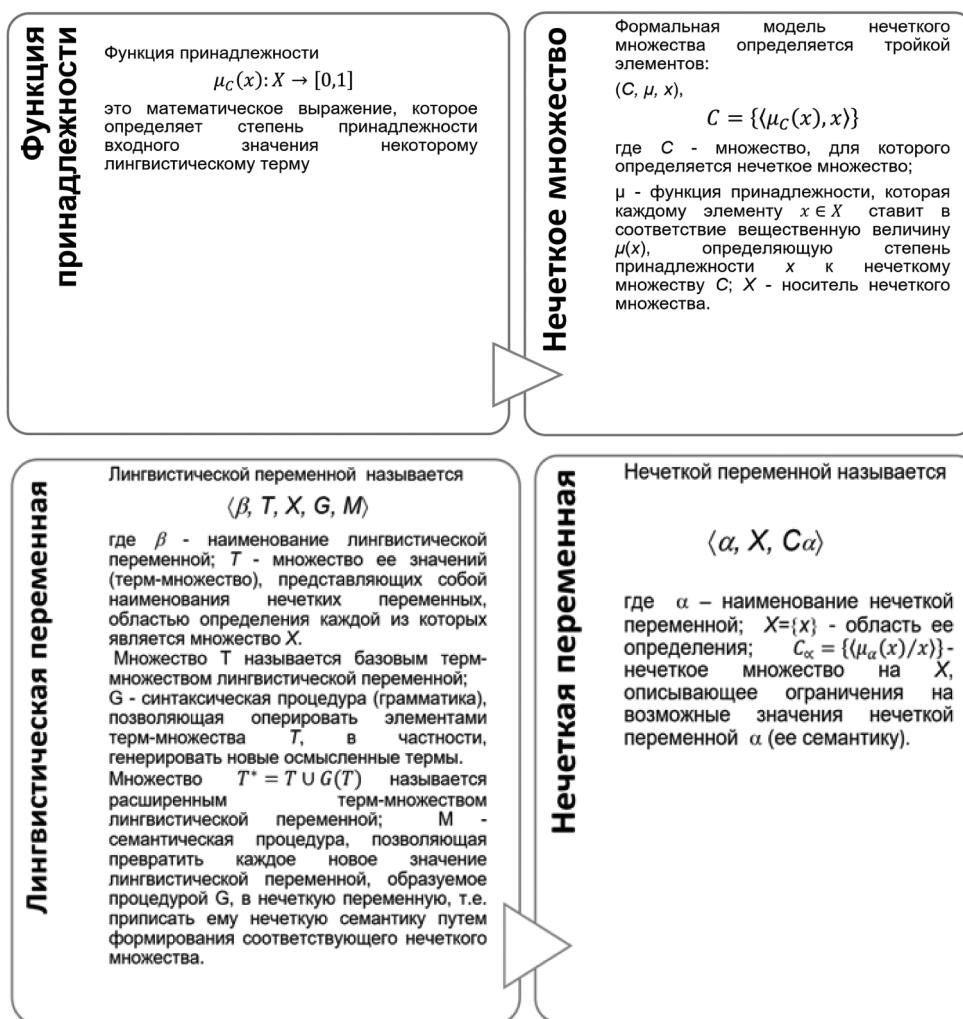 Функция
принадлежности
Функция принадлежности
μ_C(x): X → [0,1]
это математическое выражение, которое
определяет степень принадлежности
входного значения некоторому
лингвистическому терму
Нечеткое множество
Формальная модель нечеткого
множества определяется тройкой
элементов:
(C, μ, x),
C = {⟨μ_C(x), x⟩}
где C - множество, для которого
определяется нечеткое множество;
μ - функция принадлежности, которая
каждому элементу x ∈ X ставит в
соответствие вещественную величину
μ(x), определяющую степень
принадлежности x к нечеткому
множеству C; X - носитель нечеткого
множества.
Лингвистическая переменная
Лингвистической переменной называется
⟨β, T, X, G, M⟩
где β - наименование лингвистической
переменной; T - множество ее значений
(терм-множество), представляющих собой
наименования нечетких переменных,
областью определения каждой из которых
является множество X.
Множество T называется базовым терм-
множеством лингвистической переменной;
G - синтаксическая процедура (грамматика),
позволяющая оперировать элементами
терм-множества T, в частности,
генерировать новые осмысленные термы.
Множество T* = T ∪ G(T) называется
расширенным терм-множеством
лингвистической переменной; M -
семантическая процедура, позволяющая
превратить каждое новое значение
лингвистической переменной, образуемое
процедурой G, в нечеткую переменную, т.е.
приписать ему нечеткую семантику путем
формирования соответствующего нечеткого
множества.
Нечеткая переменная
Нечеткой переменной называется
⟨α, X, Cα⟩
где α – наименование нечеткой
переменной; X={x} - область ее
определения; C_∝ = {⟨μ_α(x)/x⟩}-
нечеткое множество на X,
описывающее ограничения на
возможные значения нечеткой
переменной α (ее семантику).